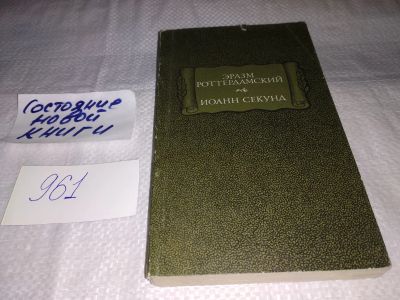 Состояние
новой
книги
961
ЭРАЗМ
РОТТЕРДАМСКИЙ
ИОАНН СЕКУНД